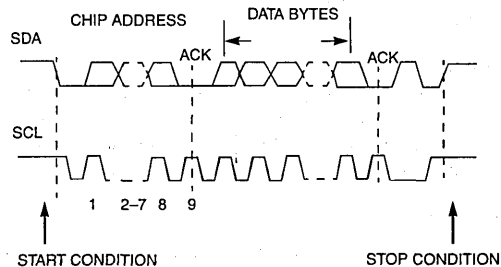 CHIP ADDRESS
DATA BYTES
SDA
ACK
ACK
SCL
1 2–7 8 9
START CONDITION
STOP CONDITION